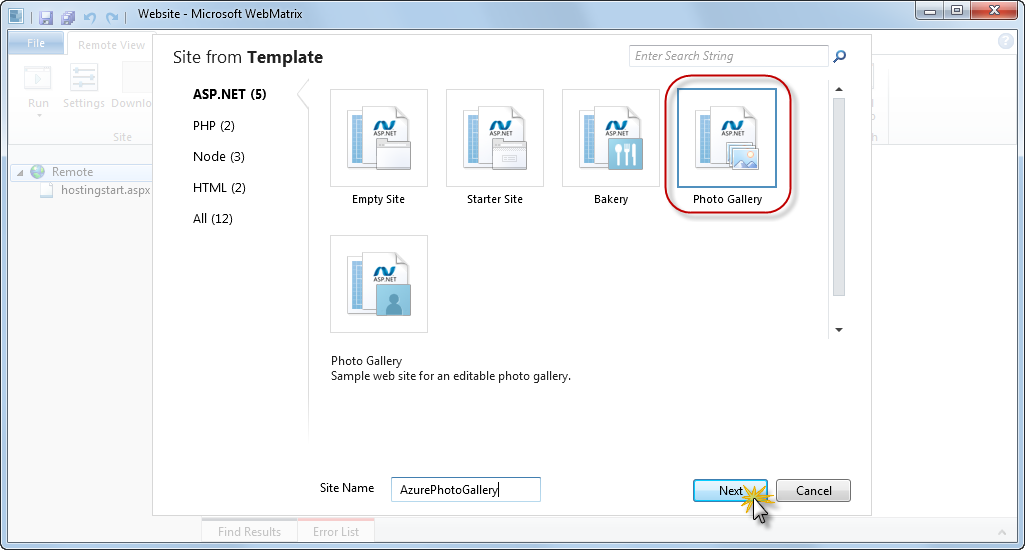 Website - Microsoft WebMatrix
File
Remote View
Run
Settings
Downlo
Site
Remote
hostingstart.aspx
Site from Template
Enter Search String
ASP.NET (5)
PHP (2)
Node (3)
HTML (2)
All (12)
ASP.NET
Empty Site
ASP.NET
Starter Site
ASP.NET
Bakery
ASP.NET
Photo Gallery
ASP.NET
Photo Gallery
Sample web site for an editable photo gallery.
Site Name
AzurePhotoGallery
Next
Cancel
Find Results
Error List